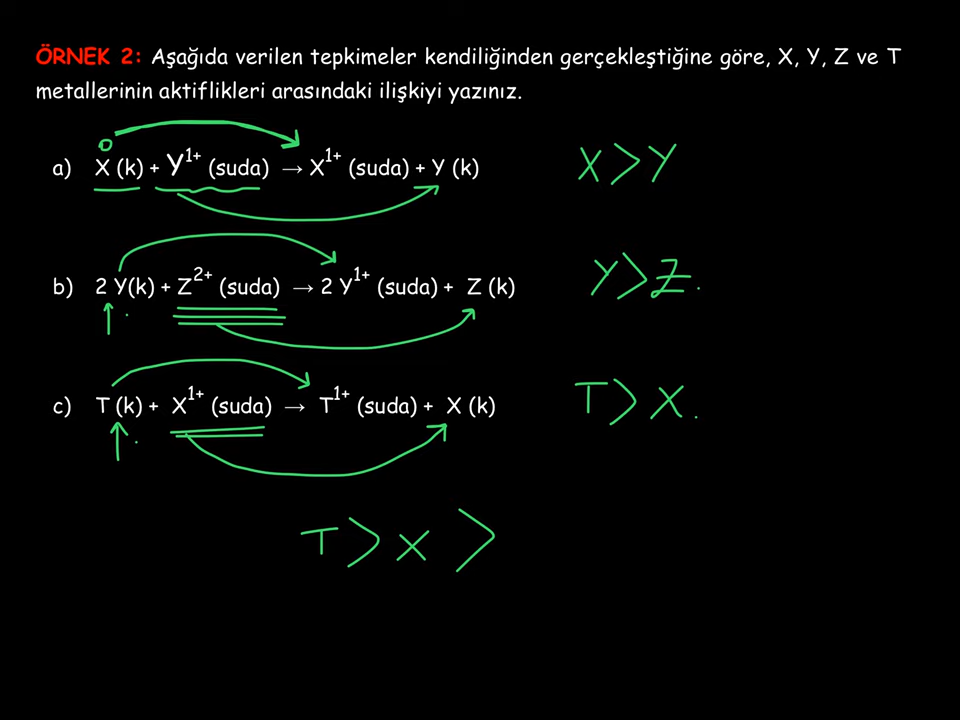 ÖRNEK 2: Aşağıda verilen tepkimeler kendiliğinden gerçekleştiğine göre, X, Y, Z ve T
metallerinin aktiflikleri arasındaki ilişkiyi yazınız.
a) X (k) + Y¹⁺ (suda) → X¹⁺ (suda) + Y (k) X > Y
b) 2 Y(k) + Z²⁺ (suda) → 2 Y¹⁺ (suda) + Z (k) Y > Z
c) T (k) + X¹⁺ (suda) → T¹⁺ (suda) + X (k) T > X
T > X >